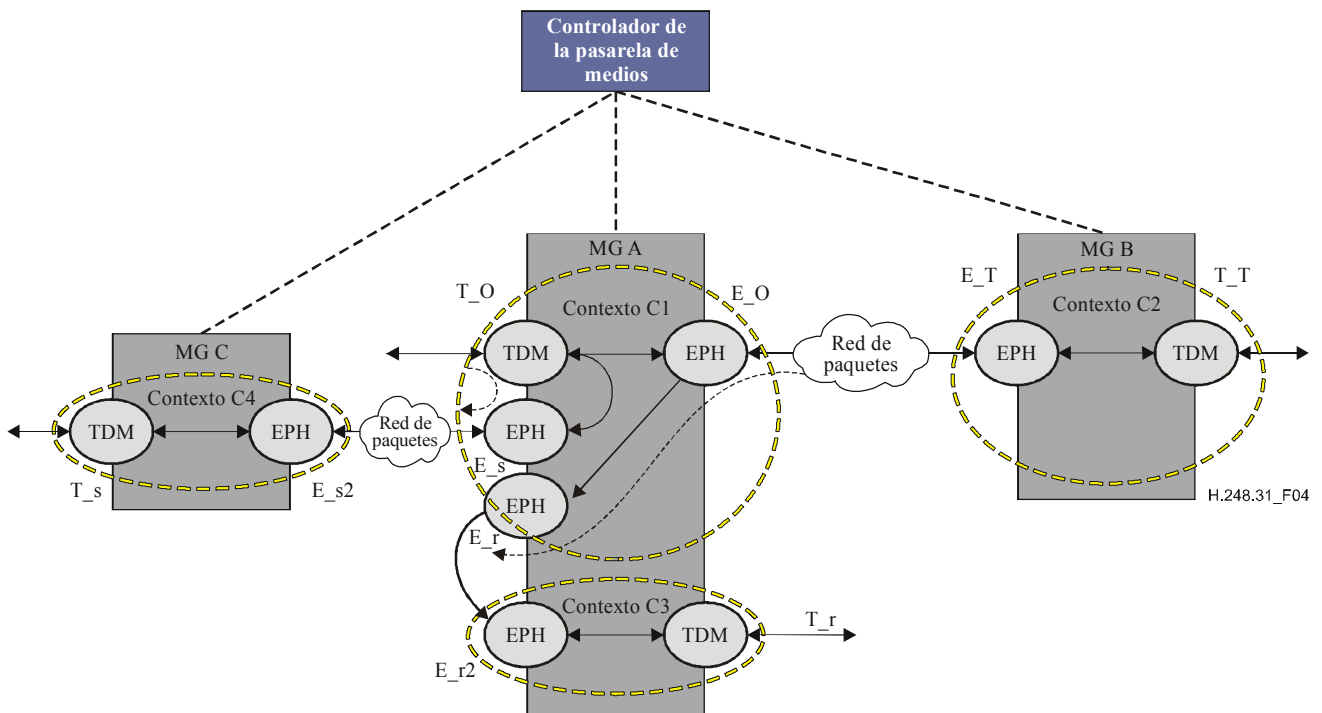 Controlador de
la pasarela de
medios
MG A
MG B
T_O
E_O
E_T
T_T
Contexto C1
Contexto C2
MG C
TDM
EPH
Red de
paquetes
EPH
TDM
Contexto C4
TDM
EPH
Red de
paquetes
EPH
E_s
T_s
E_s2
EPH
H.248.31_F04
E_r
Contexto C3
T_r
EPH
TDM
E_r2